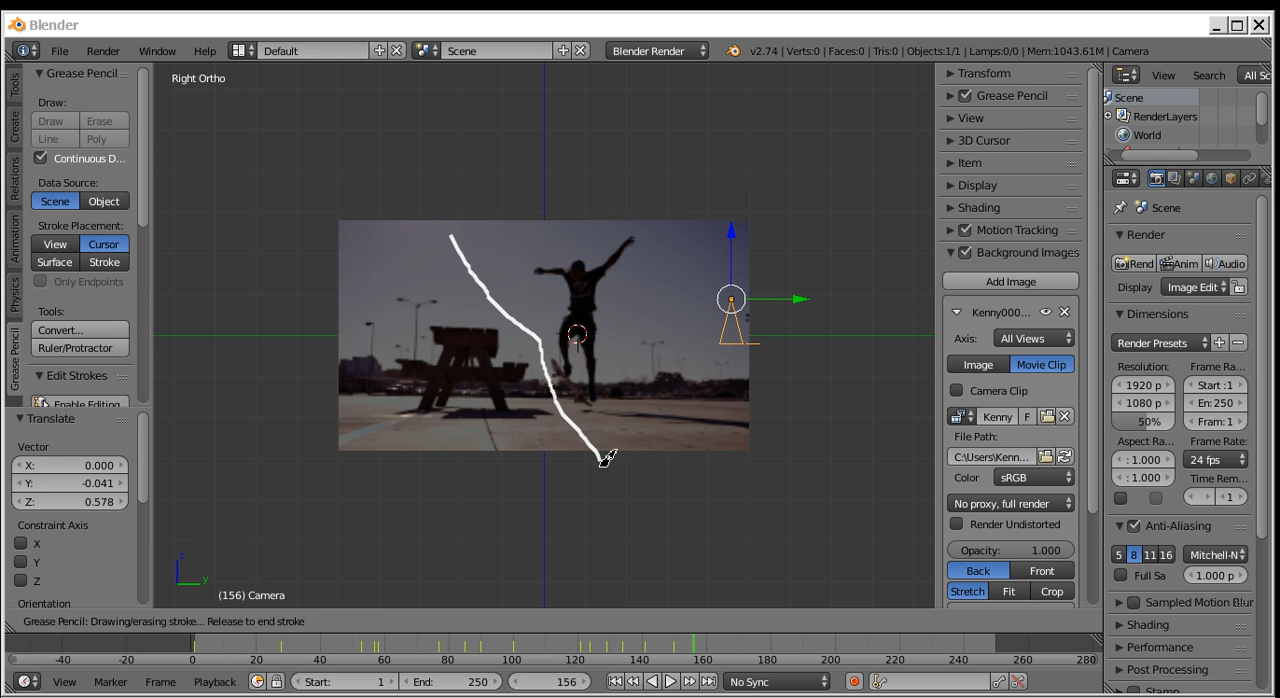 Blender
File Render Window Help Default Scene Blender Render v2.74 | Verts:0 | Faces:0 | Tris:0 | Objects:1/1 | Lamps:0/0 | Mem:1043.61M | Camera
Tools
Create
Relations
Animation
Physics
Grease Pencil
Grease Pencil
Draw:
Draw Erase
Line Poly
Continuous D...
Data Source:
Scene Object
Stroke Placement:
View Cursor
Surface Stroke
Only Endpoints
Tools:
Convert...
Ruler/Protractor
Edit Strokes
Enable Editing
Translate
Vector
X: 0.000
Y: -0.041
Z: 0.578
Constraint Axis
X
Y
Z
Orientation
Right Ortho
z
y
(156) Camera
Transform
Grease Pencil
View
3D Cursor
Item
Display
Shading
Motion Tracking
Background Images
Add Image
Kenny000...
Axis: All Views
Image Movie Clip
Camera Clip
Kenny F
File Path:
C:\Users\Kenn...
Color sRGB
No proxy, full render
Render Undistorted
Opacity: 1.000
Back Front
Stretch Fit Crop
View Search All Sc
Scene
RenderLayers
World
Scene
Render
Rend Anim Audio
Display Image Edit
Dimensions
Render Presets
Resolution: Frame Ra...
1920 p Start :1
1080 p En:250
50% Fram:1
Aspect Ra... Frame Rate:
: 1.000 24 fps
: 1.000 Time Rem...
1
Anti-Aliasing
5 8 11 16 Mitchell-N
Full Sa 1.000 p
Sampled Motion Blur
Shading
Performance
Post Processing
Stamp
Grease Pencil: Drawing/erasing stroke... Release to end stroke
-40 -20 0 20 40 60 80 100 120 140 160 180 200 220 240 260 280
View Marker Frame Playback Start: 1 End: 250 156 No Sync